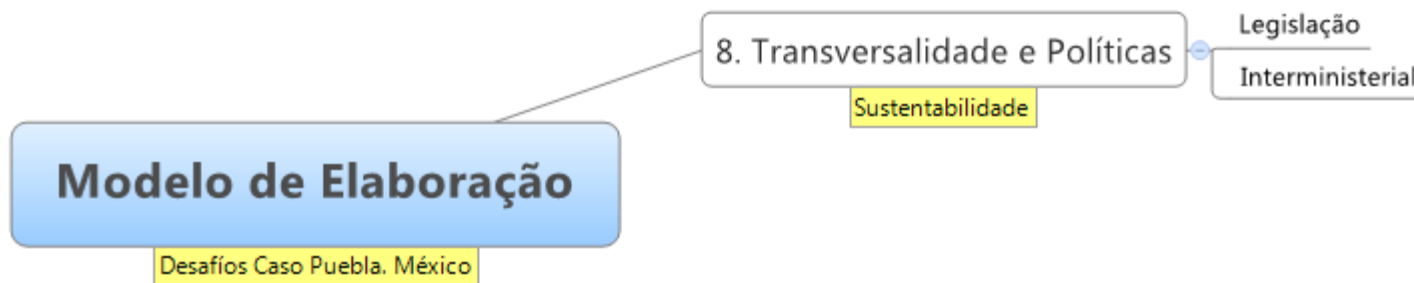 Legislação
8. Transversalidade e Políticas
Interministerial
Sustentabilidade
Modelo de Elaboração
Desafíos Caso Puebla. México